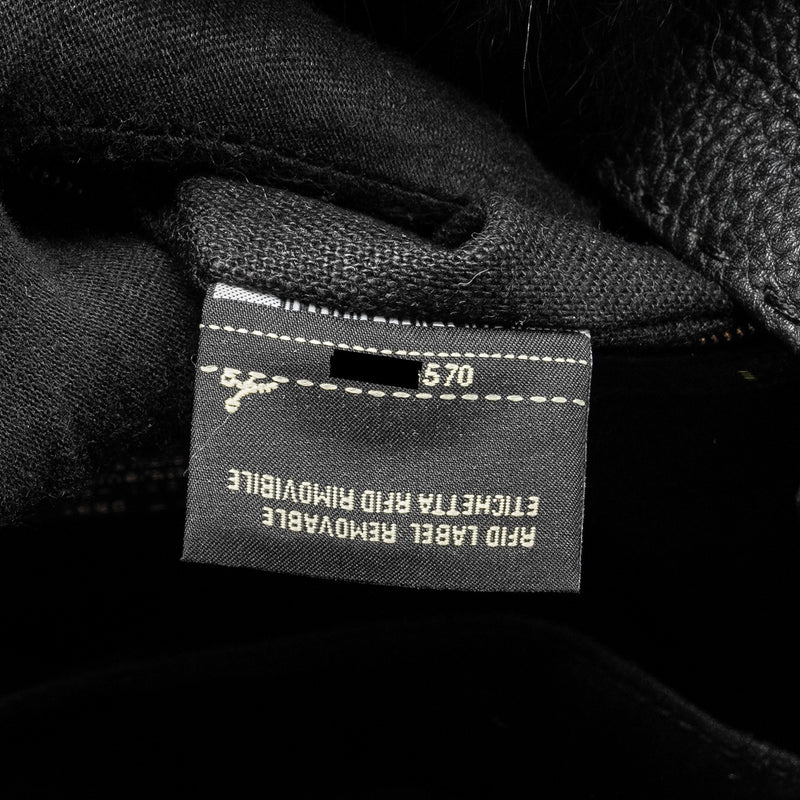 570
RFID LABEL REMOVABLE
ETICHETTA RFID RIMOVIBILE